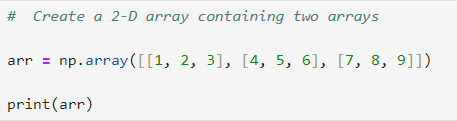 #  Create a 2-D array containing two arrays
arr = np.array([[1, 2, 3], [4, 5, 6], [7, 8, 9]])
print(arr)